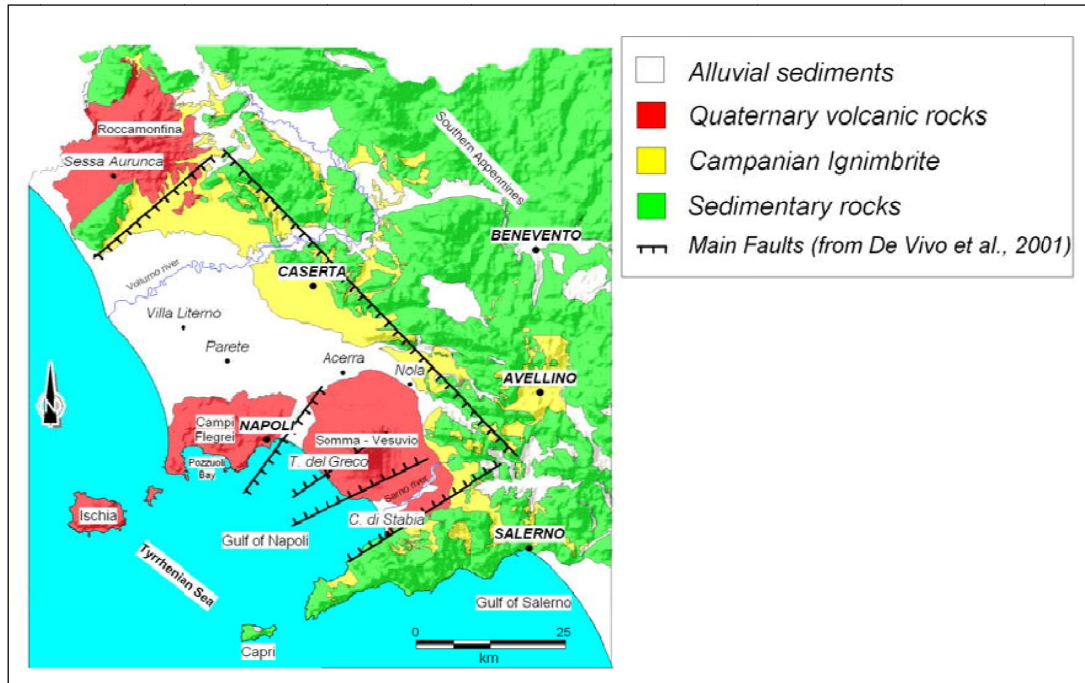 Roccamonfina
Sessa Aurunca
Southern Appennines
BENEVENTO
Volturno river
CASERTA
Villa Literno
Parete
Acerra
Nola
AVELLINO
N
Campi
Flegrei
NAPOLI
Somma - Vesuvio
Pozzuoli
Bay
T. del Greco
Sarno river
Ischia
C. di Stabia
Gulf of Napoli
SALERNO
Tyrrhenian Sea
Gulf of Salerno
Capri
0 25
km
Alluvial sediments
Quaternary volcanic rocks
Campanian Ignimbrite
Sedimentary rocks
Main Faults (from De Vivo et al., 2001)